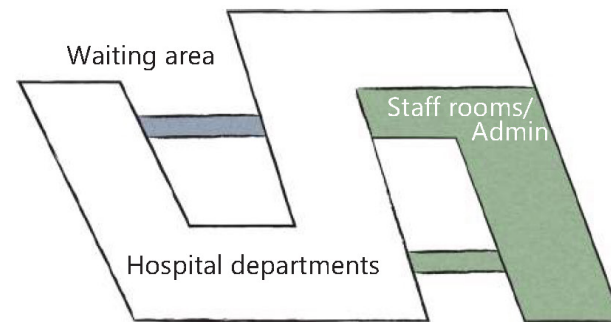 Waiting area
Staff rooms/
Admin
Hospital departments